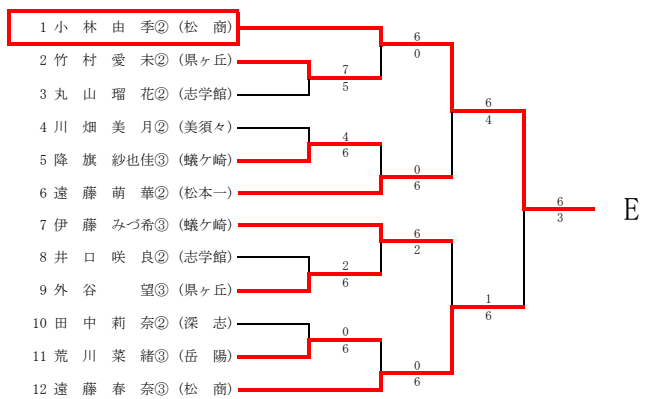 1 小 林 由 季② (松 商)
2 竹 村 愛 未② (県ヶ丘)
3 丸 山 瑠 花② (志学館)
4 川 畑 美 月② (美須々)
5 降 旗 紗也佳③ (蟻ケ崎)
6 遠 藤 萌 華② (松本一)
7 伊 藤 みづ希③ (蟻ケ崎)
8 井 口 咲 良② (志学館)
9 外 谷 望③ (県ヶ丘)
10 田 中 莉 奈② (深 志)
11 荒 川 菜 緒③ (岳 陽)
12 遠 藤 春 奈③ (松 商)
7
5
4
6
2
6
0
6
6
0
0
6
6
2
0
6
6
4
1
6
6
3
E